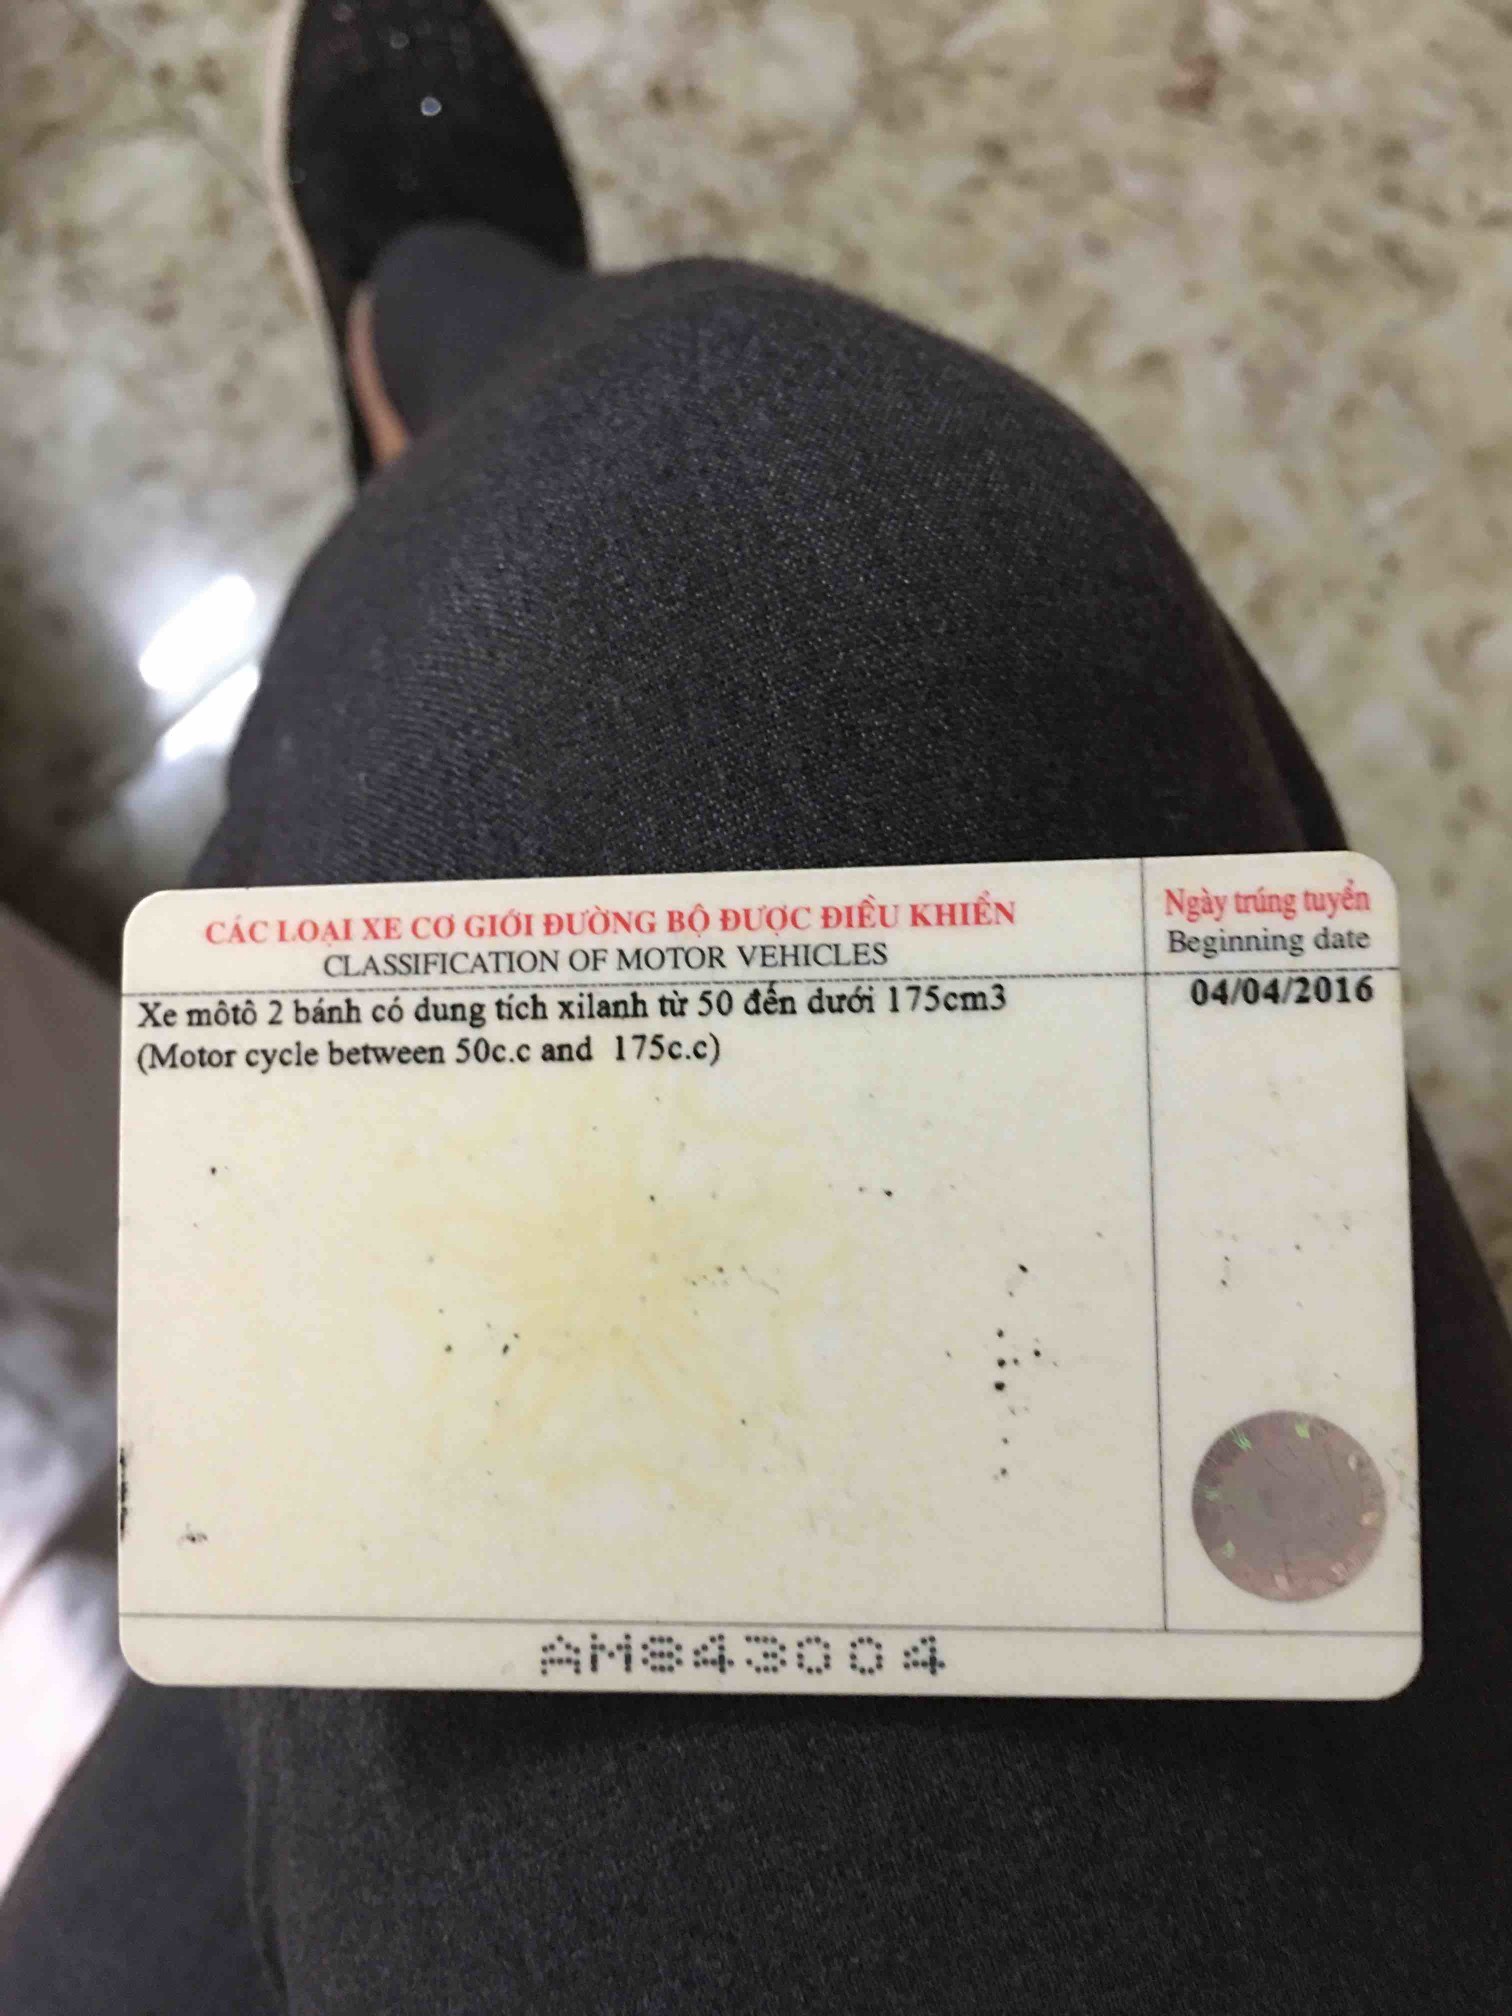 CÁC LOẠI XE CƠ GIỚI ĐƯỜNG BỘ ĐƯỢC ĐIỀU KHIỂN
CLASSIFICATION OF MOTOR VEHICLES
Ngày trúng tuyển
Beginning date
Xe môtô 2 bánh có dung tích xilanh từ 50 đến dưới 175cm3
(Motor cycle between 50c.c and 175c.c)
04/04/2016
AM843004